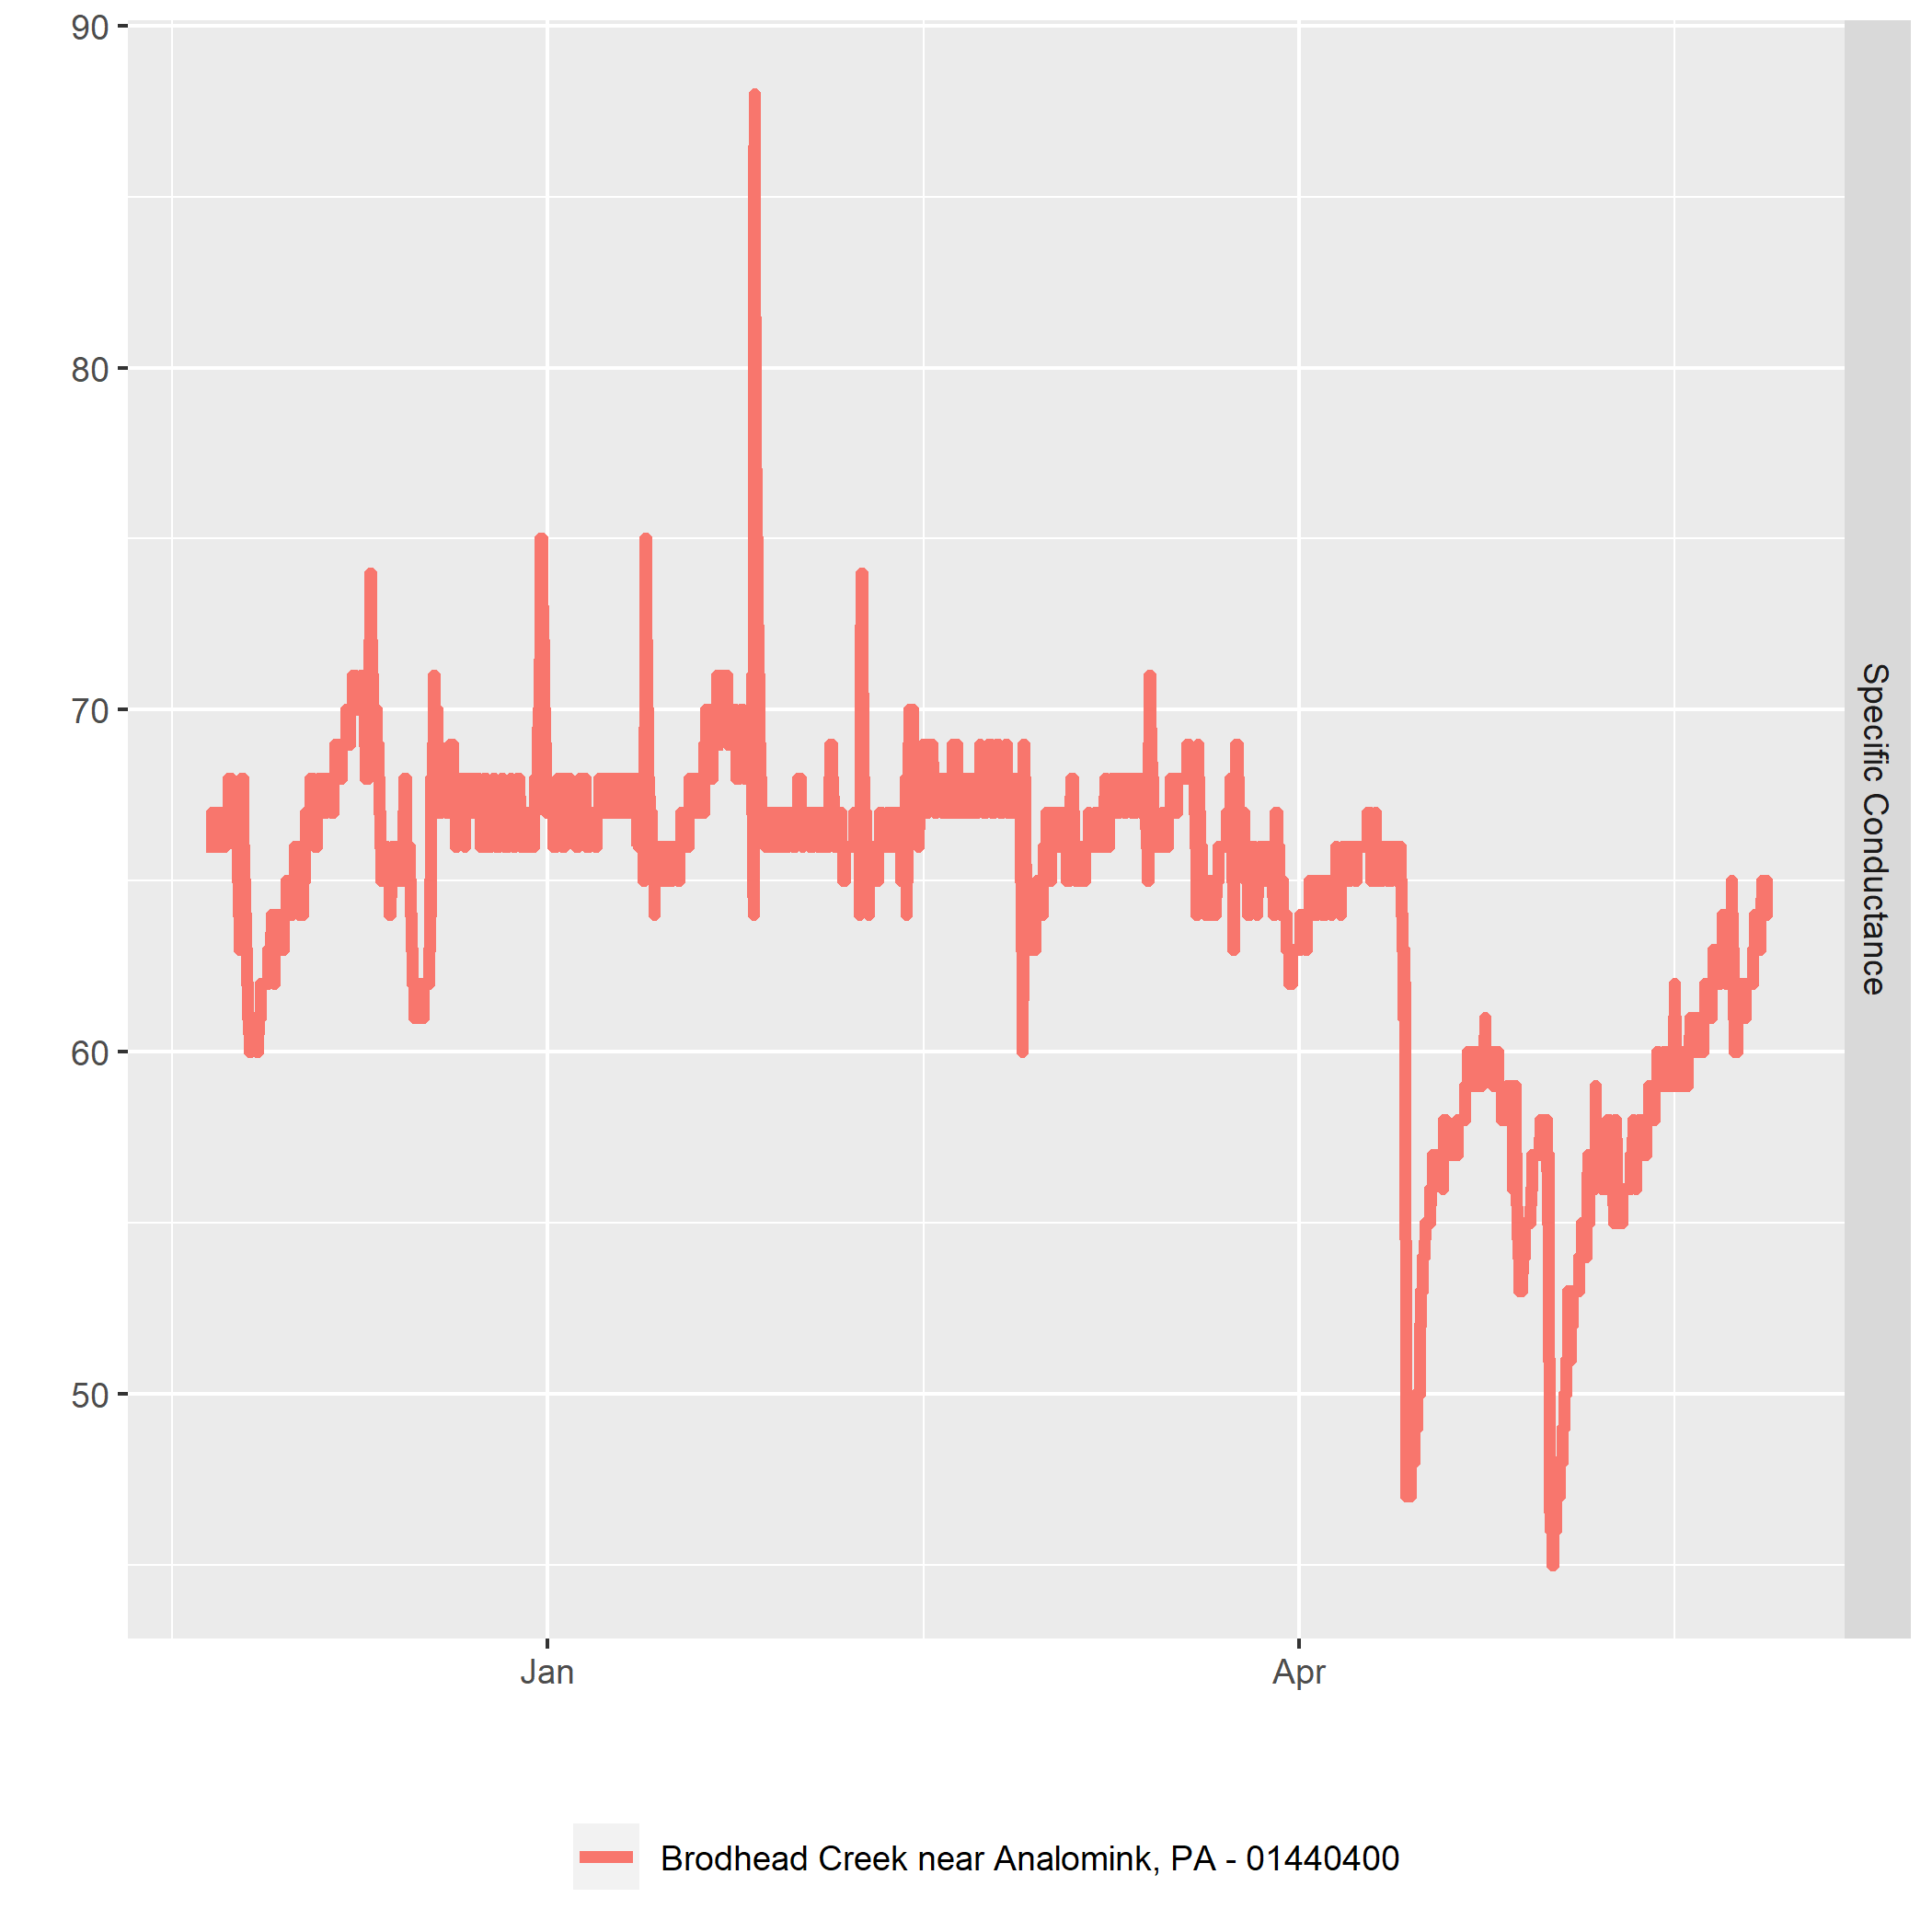 90
80
70
60
50
Specific Conductance
Jan
Apr
Brodhead Creek near Analomink, PA - 01440400